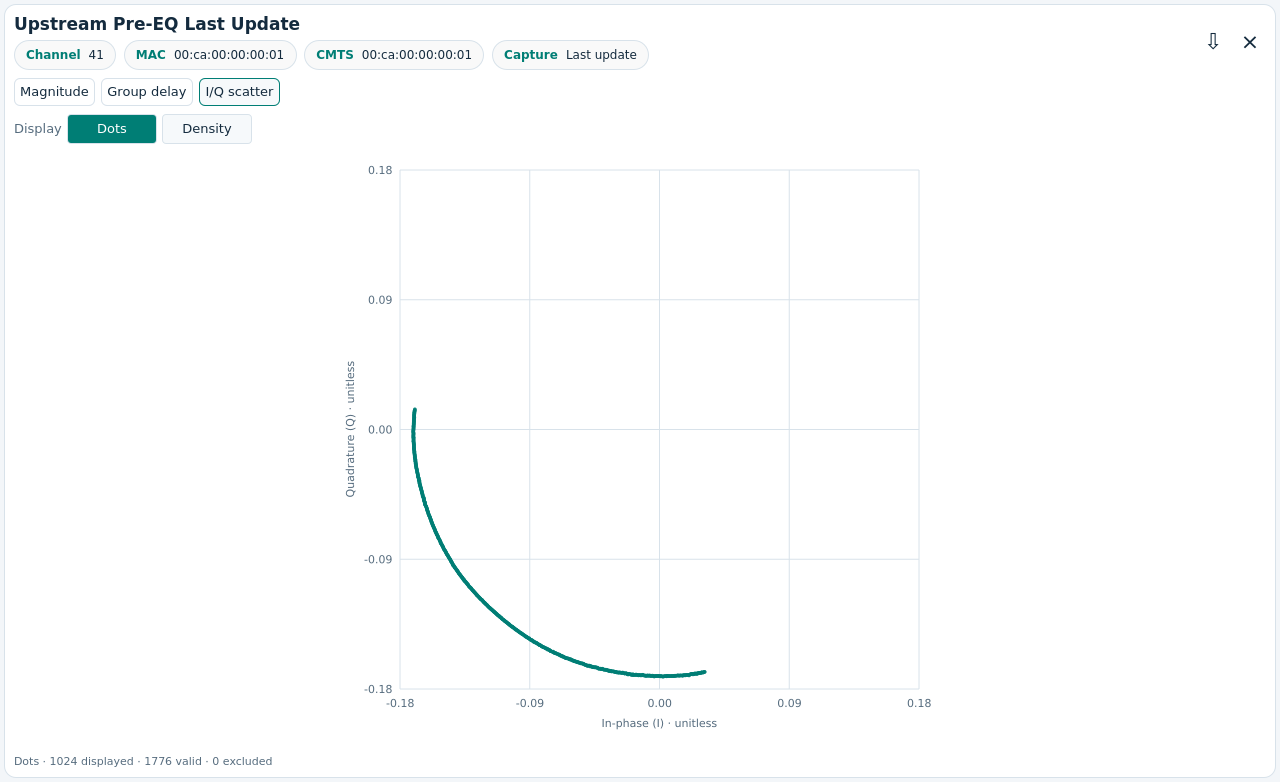 Upstream Pre-EQ Last Update
Channel 41 MAC 00:ca:00:00:00:01 CMTS 00:ca:00:00:00:01 Capture Last update
Magnitude Group delay I/Q scatter
Display Dots Density
0.18
0.09
0.00
-0.09
-0.18
Quadrature (Q) · unitless
-0.18 -0.09 0.00 0.09 0.18
In-phase (I) · unitless
Dots · 1024 displayed · 1776 valid · 0 excluded